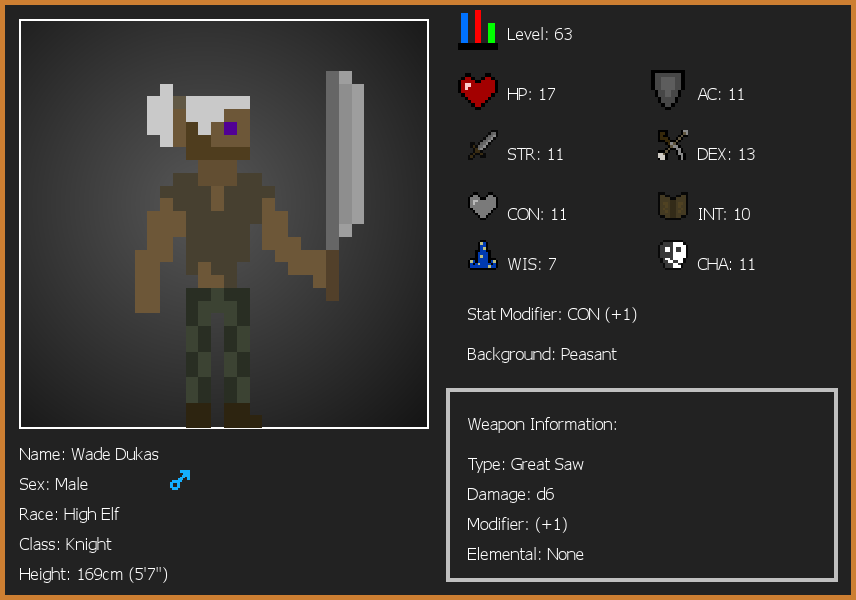 Level: 63
HP: 17
AC: 11
STR: 11
DEX: 13
CON: 11
INT: 10
WIS: 7
CHA: 11
Stat Modifier: CON (+1)
Background: Peasant
Weapon Information:
Type: Great Saw
Damage: d6
Modifier: (+1)
Elemental: None
Name: Wade Dukas
Sex: Male
Race: High Elf
Class: Knight
Height: 169cm (5'7")